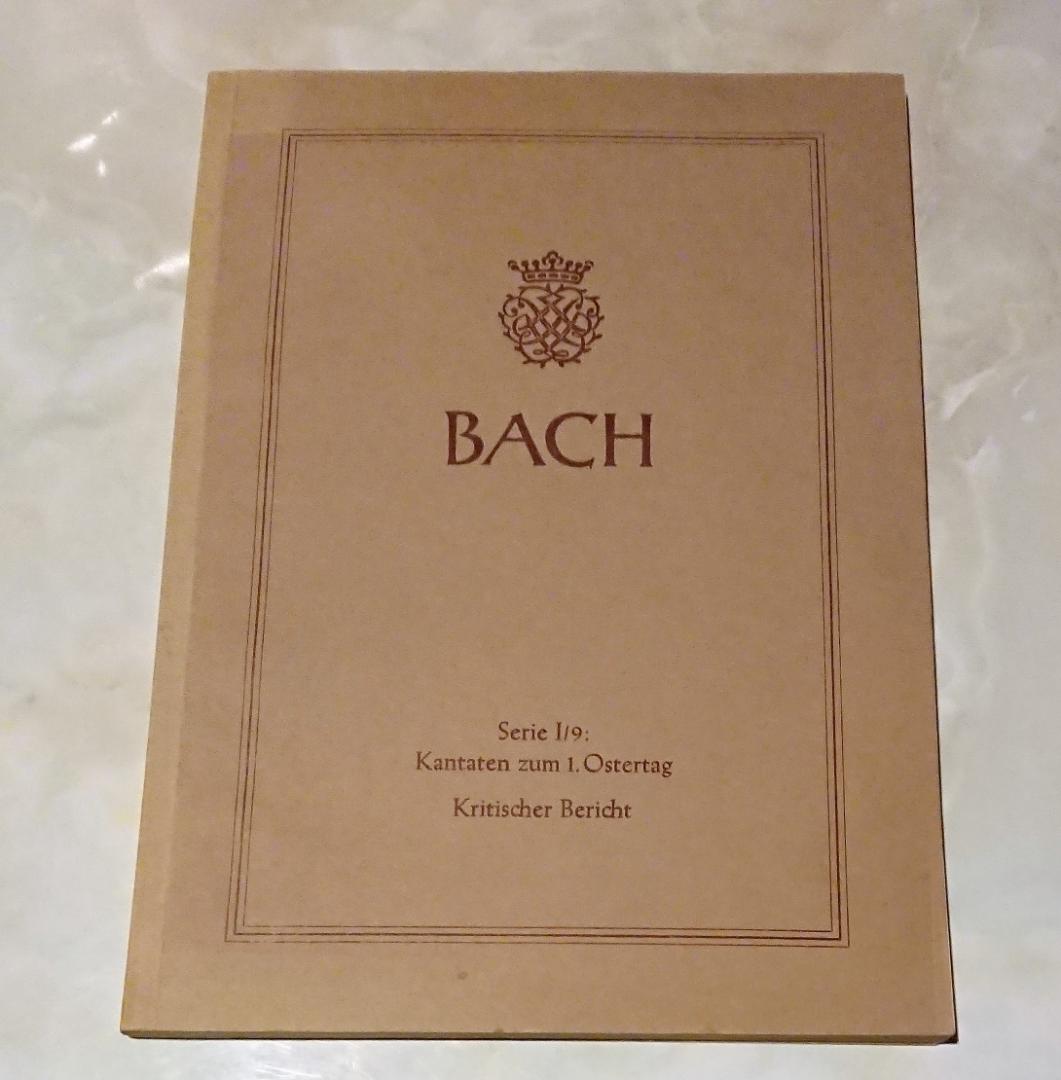 BACH
Serie I/9:
Kantaten zum 1. Ostertag
Kritischer Bericht